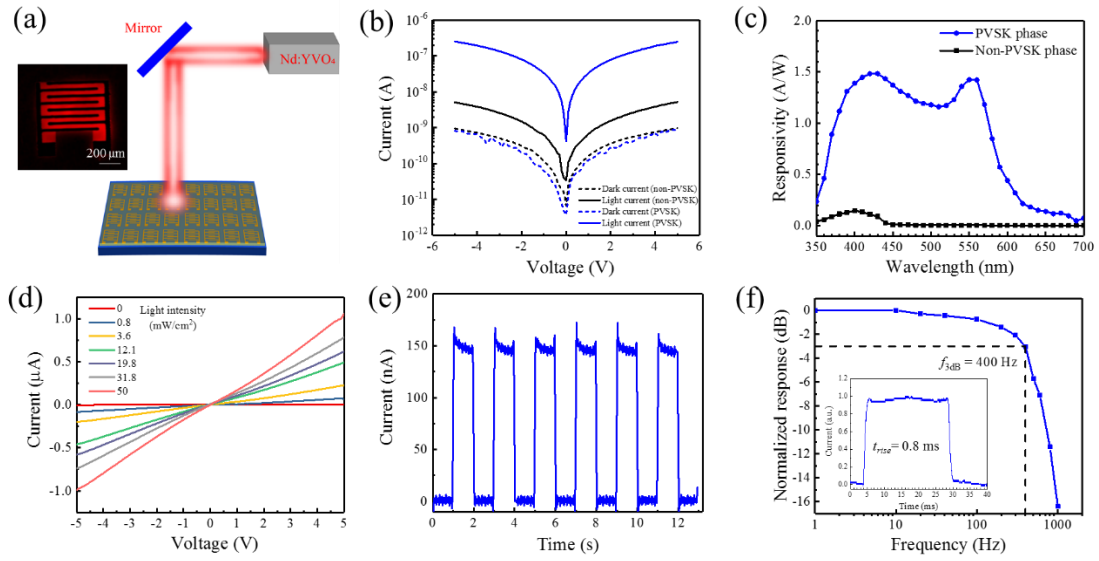 (a)
Mirror
Nd:YVO₄
200 μm
(b)
10⁻⁶
10⁻⁷
10⁻⁸
10⁻⁹
10⁻¹⁰
10⁻¹¹
10⁻¹²
Current (A)
Dark current (non-PVSK)
Light current (non-PVSK)
Dark current (PVSK)
Light current (PVSK)
-6 -4 -2 0 2 4 6
Voltage (V)
(c)
PVSK phase
Non-PVSK phase
2.0
1.5
1.0
0.5
0.0
Responsivity (A/W)
350 400 450 500 550 600 650 700
Wavelength (nm)
(d)
Light intensity
(mW/cm²)
0
0.8
3.6
12.1
19.8
31.8
50
1.0
0.5
0.0
-0.5
-1.0
Current (μA)
-5 -4 -3 -2 -1 0 1 2 3 4 5
Voltage (V)
(e)
200
150
100
50
0
Current (nA)
0 2 4 6 8 10 12
Time (s)
(f)
0
-2
-4
-6
-8
-10
-12
-14
-16
Normalized response (dB)
f3dB = 400 Hz
1.2
1.0
0.8
0.6
0.4
0.2
0.0
Current (a.u.)
trise= 0.8 ms
0 5 10 15 20 25 30 35 40
Time (ms)
1 10 100 1000
Frequency (Hz)